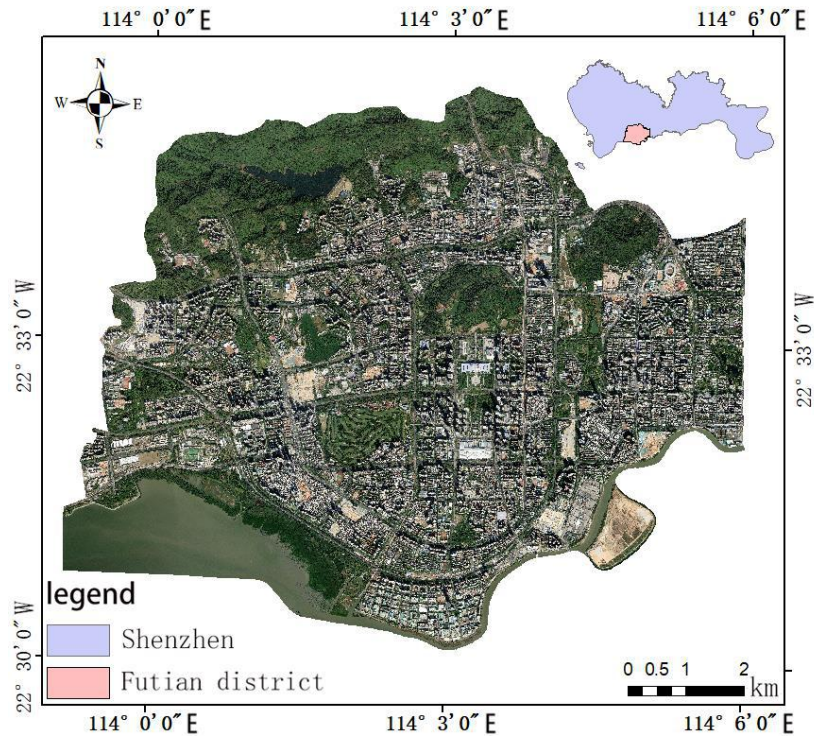 114° 0'0" E 114° 3'0" E 114° 6'0" E
N
W E
S
22° 33' 0" W
22° 33' 0" W
22° 30' 0" W
legend
Shenzhen
Futian district
0 0.5 1 2
km
114° 0'0" E 114° 3'0" E 114° 6'0" E